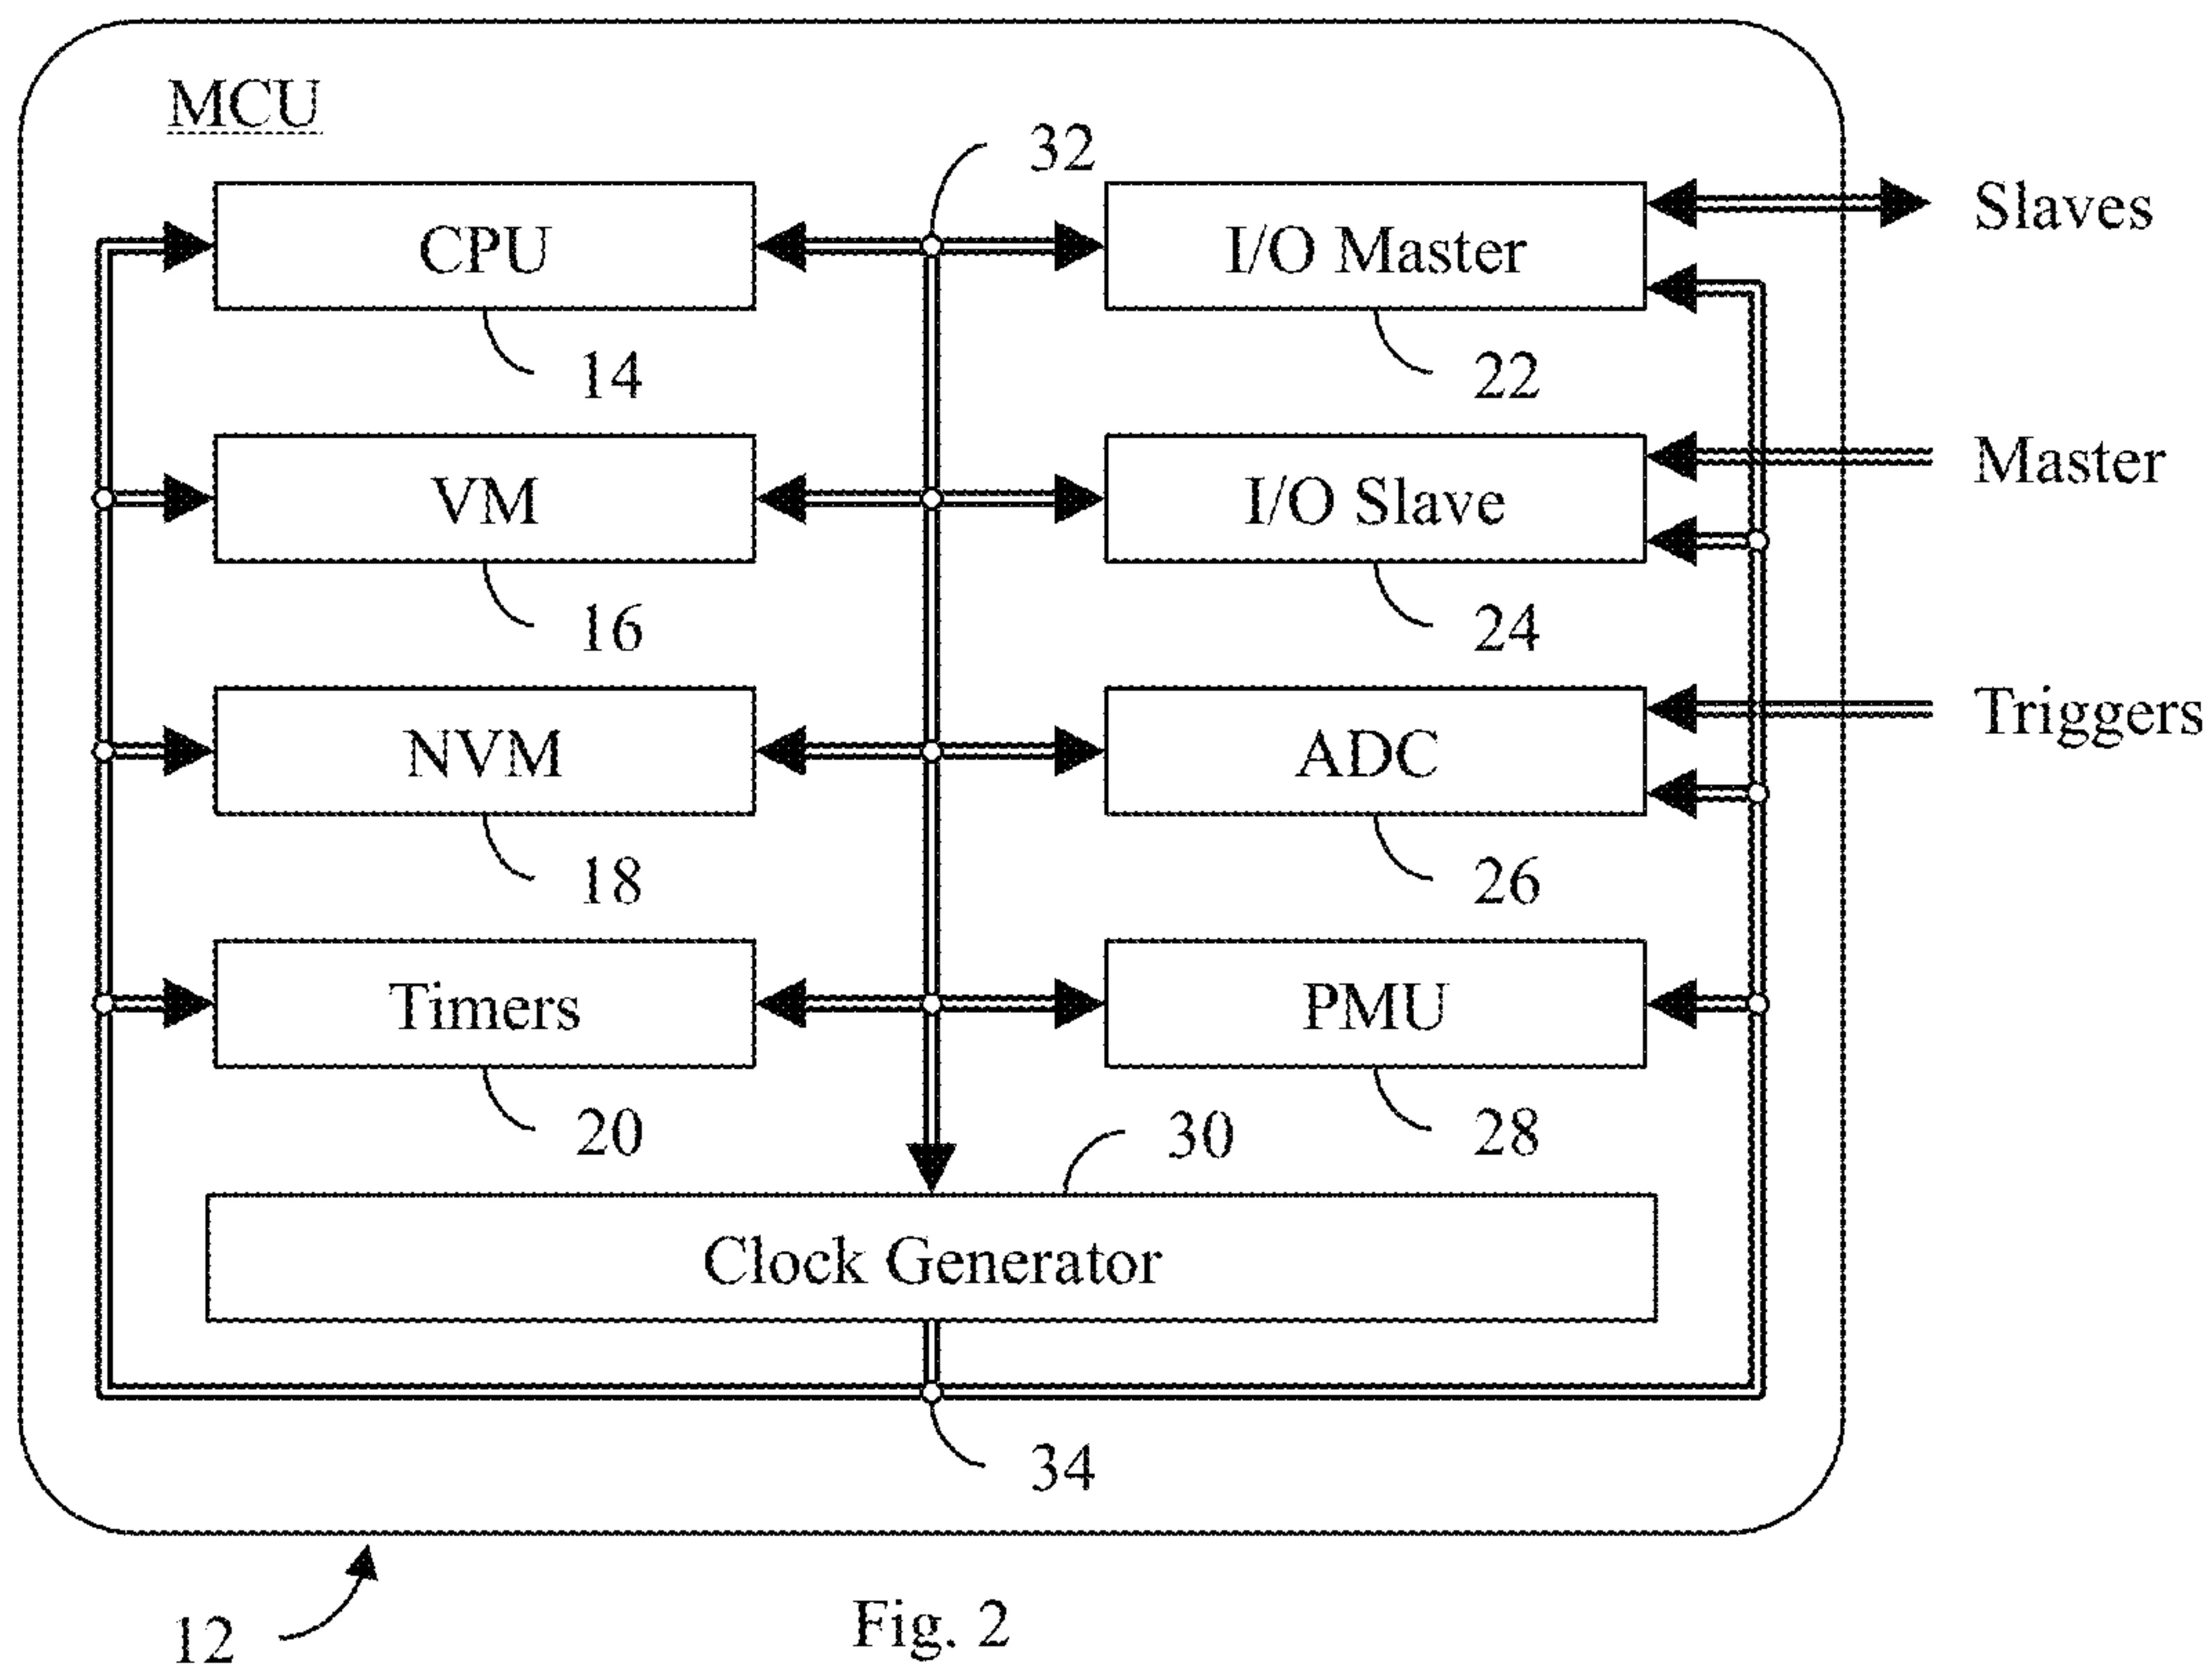 MCU
32
CPU
I/O Master
Slaves
14
22
VM
I/O Slave
Master
16
24
NVM
ADC
Triggers
18
26
Timers
PMU
20
28
30
Clock Generator
34
12
Fig. 2